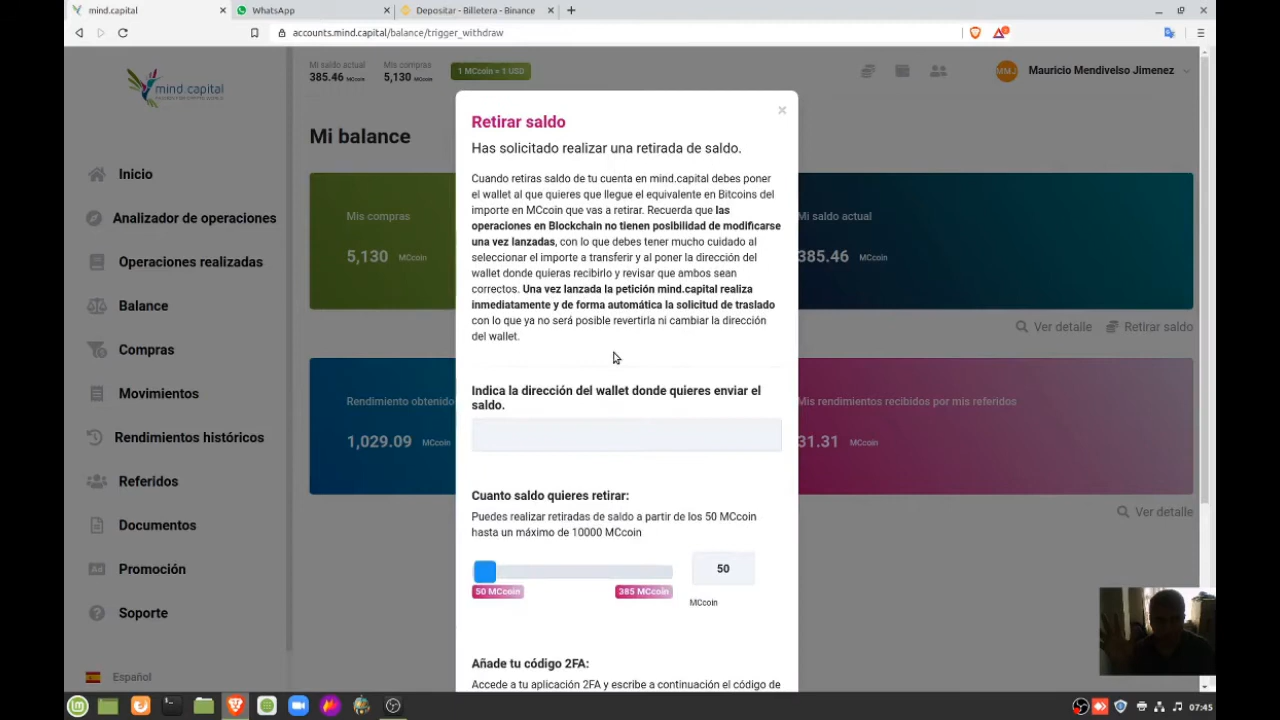 mind.capital
WhatsApp
Depositar - Billetera - Binance
accounts.mind.capital/balance/trigger_withdraw
mind.capital
Mi saldo actual
385.46 MCcoin
Mis compras
5,130 MCcoin
1 MCcoin = 1 USD
MMJ
Mauricio Mendivelso Jimenez
Mi balance
Inicio
Analizador de operaciones
Operaciones realizadas
Balance
Compras
Movimientos
Rendimientos históricos
Referidos
Documentos
Ad
Promoción
Soporte
Español
Mis compras
5,130 MCcoin
Rendimiento obtenido
1,029.09 MCcoin
Retirar saldo
Has solicitado realizar una retirada de saldo.
Cuando retiras saldo de tu cuenta en mind.capital debes poner
el wallet al que quieres que llegue el equivalente en Bitcoins del
importe en MCcoin que vas a retirar. Recuerda que las
operaciones en Blockchain no tienen posibilidad de modificarse
una vez lanzadas, con lo que debes tener mucho cuidado al
seleccionar el importe a transferir y al poner la dirección del
wallet donde quieras recibirlo y revisar que ambos sean
correctos. Una vez lanzada la petición mind.capital realiza
inmediatamente y de forma automática la solicitud de traslado
con lo que ya no será posible revertirla ni cambiar la dirección
del wallet.
Indica la dirección del wallet donde quieres enviar el
saldo.
Cuanto saldo quieres retirar:
Puedes realizar retiradas de saldo a partir de los 50 MCcoin
hasta un máximo de 10000 MCcoin
50
50 MCcoin
385 MCcoin
MCcoin
Añade tu código 2FA:
Accede a tu aplicación 2FA y escribe a continuación el código de
Mi saldo actual
385.46 MCcoin
Ver detalle
Retirar saldo
Mis rendimientos recibidos por mis referidos
31.31 MCcoin
Ver detalle
07:45